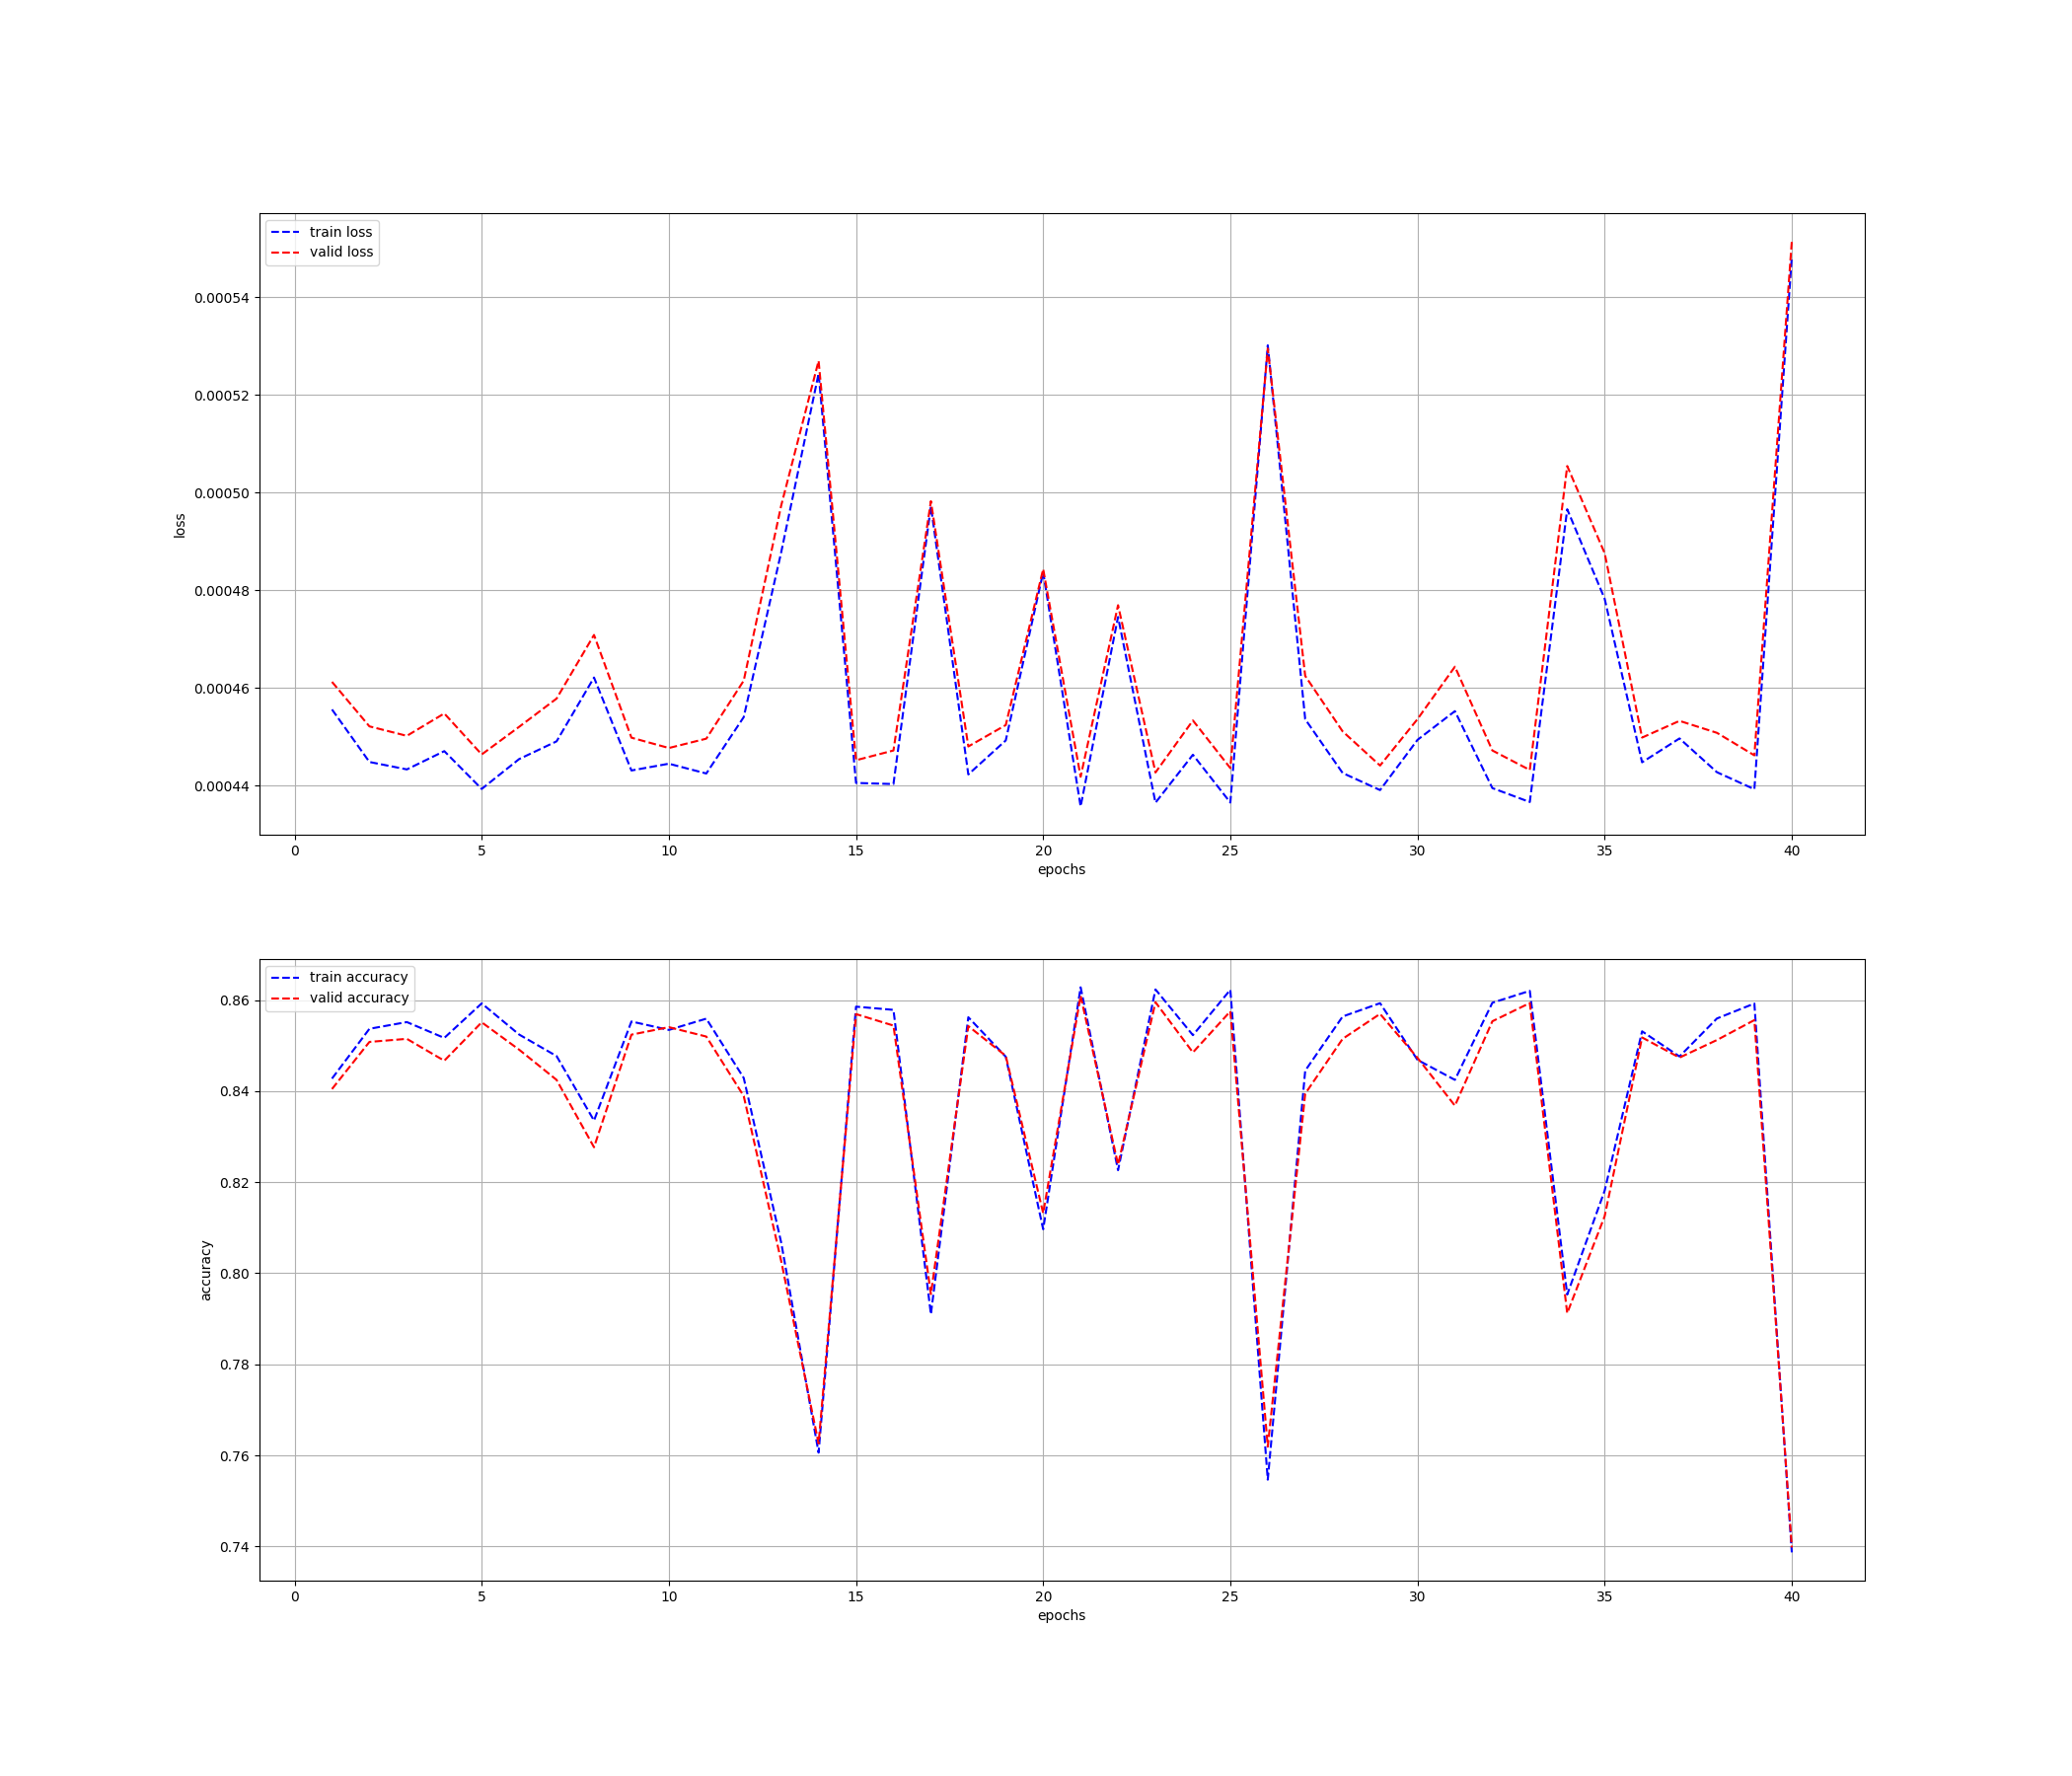 train loss
valid loss
0.00054
0.00052
0.00050
0.00048
0.00046
0.00044
loss
0 5 10 15 20 25 30 35 40
epochs
train accuracy
valid accuracy
0.86
0.84
0.82
0.80
0.78
0.76
0.74
accuracy
0 5 10 15 20 25 30 35 40
epochs